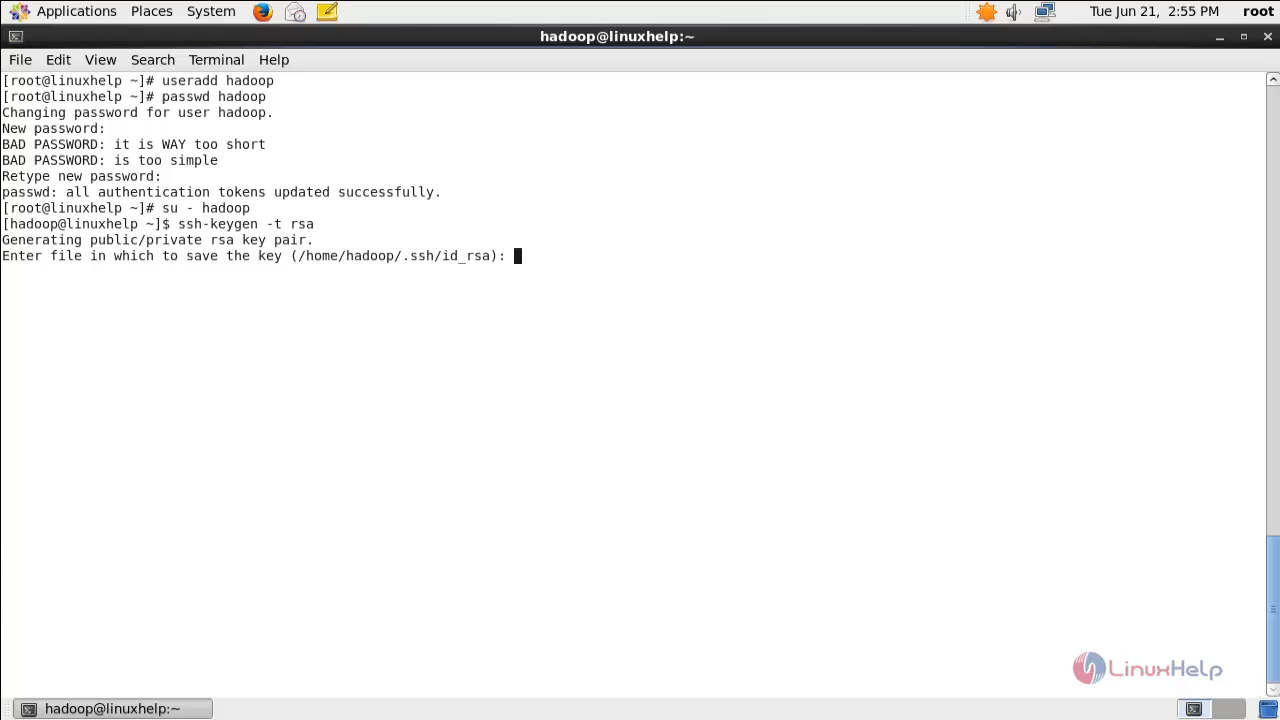 Applications Places System Tue Jun 21, 2:55 PM root
hadoop@linuxhelp:~
File Edit View Search Terminal Help
[root@linuxhelp ~]# useradd hadoop
[root@linuxhelp ~]# passwd hadoop
Changing password for user hadoop.
New password:
BAD PASSWORD: it is WAY too short
BAD PASSWORD: is too simple
Retype new password:
passwd: all authentication tokens updated successfully.
[root@linuxhelp ~]# su - hadoop
[hadoop@linuxhelp ~]$ ssh-keygen -t rsa
Generating public/private rsa key pair.
Enter file in which to save the key (/home/hadoop/.ssh/id_rsa):
LinuxHelp
hadoop@linuxhelp:~